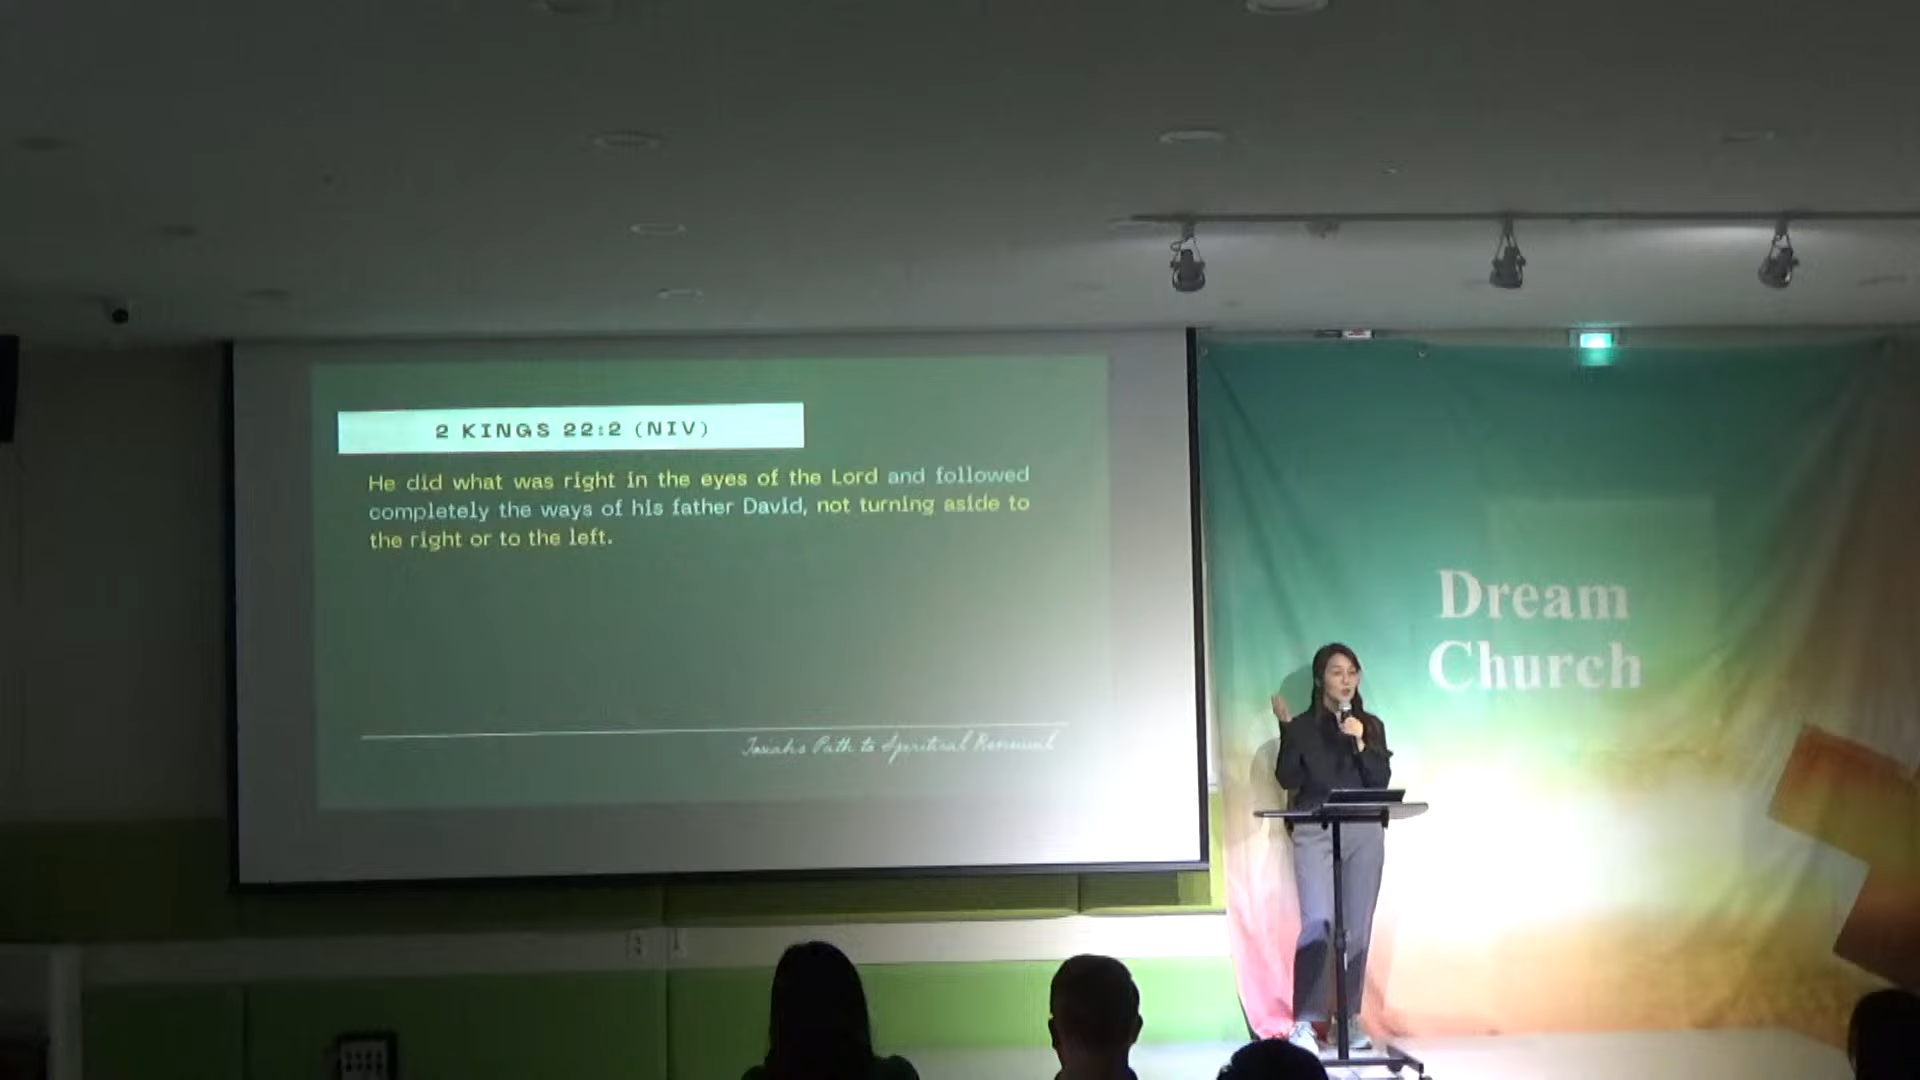 2 KINGS 22:2 (NIV)
He did what was right in the eyes of the Lord and followed
completely the ways of his father David, not turning aside to
the right or to the left.
Josiahs Path to Spiritual Renewal
Dream
Church